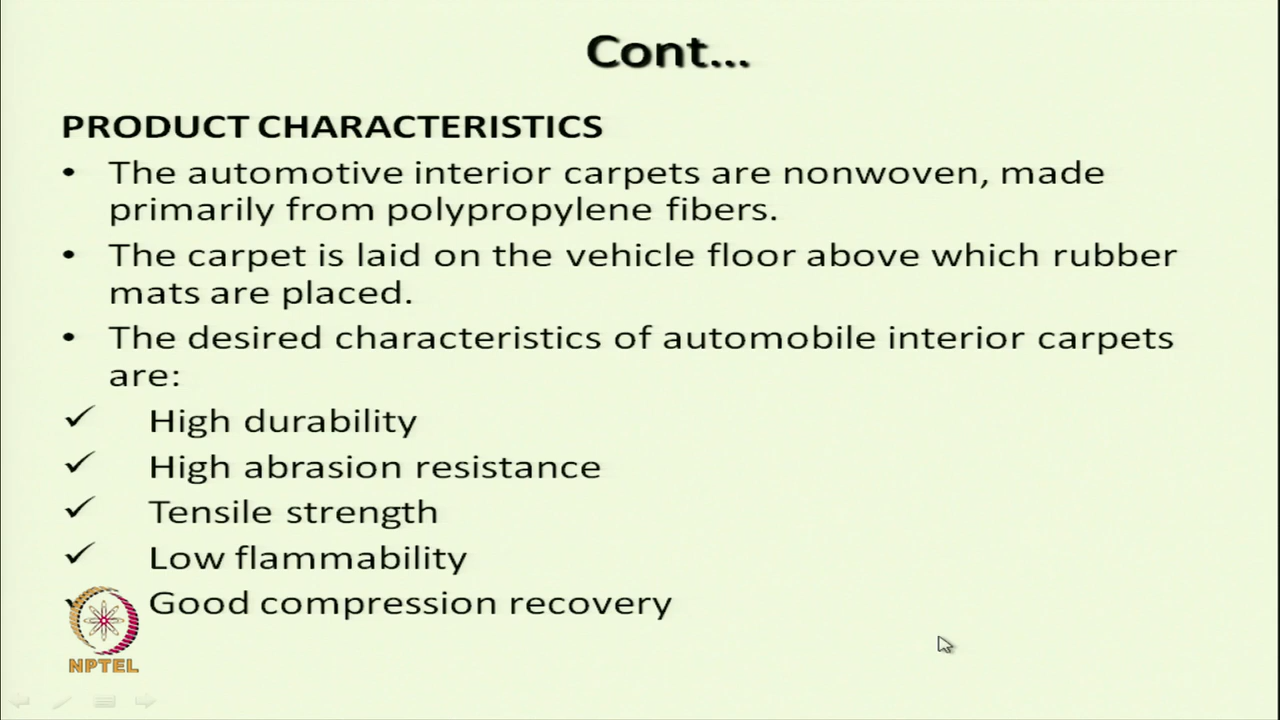 Cont...
PRODUCT CHARACTERISTICS
• The automotive interior carpets are nonwoven, made
primarily from polypropylene fibers.
• The carpet is laid on the vehicle floor above which rubber
mats are placed.
• The desired characteristics of automobile interior carpets
are:
✓ High durability
✓ High abrasion resistance
✓ Tensile strength
✓ Low flammability
✓ Good compression recovery
NPTEL